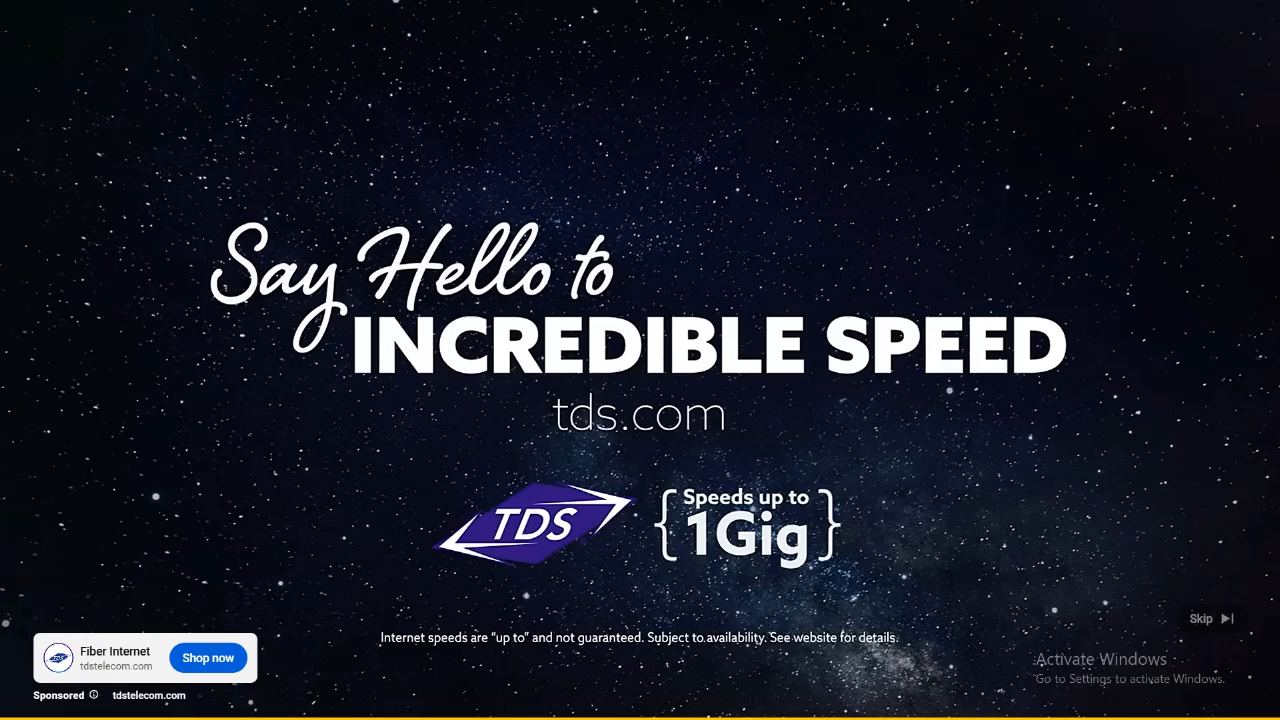 Say Hello to
INCREDIBLE SPEED
tds.com
TDS
{ Speeds up to
1Gig }
Internet speeds are “up to” and not guaranteed. Subject to availability. See website for details.
Skip
TDS
Fiber Internet
tdstelecom.com
Shop now
Sponsored
tdstelecom.com
Activate Windows
Go to Settings to activate Windows.